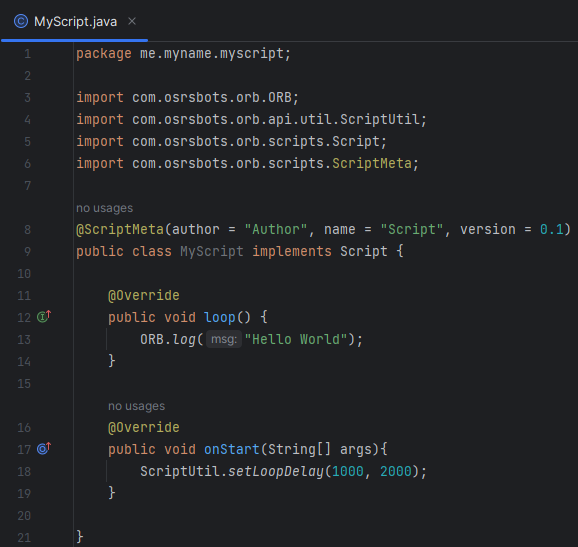 MyScript.java
1 package me.myname.myscript;
2
3 import com.osrsbots.orb.ORB;
4 import com.osrsbots.orb.api.util.ScriptUtil;
5 import com.osrsbots.orb.scripts.Script;
6 import com.osrsbots.orb.scripts.ScriptMeta;
7
no usages
8 @ScriptMeta(author = "Author", name = "Script", version = 0.1)
9 public class MyScript implements Script {
10
11 @Override
12 public void loop() {
13 ORB.log( msg: "Hello World");
14 }
15
no usages
16 @Override
17 public void onStart(String[] args){
18 ScriptUtil.setLoopDelay(1000, 2000);
19 }
20
21 }